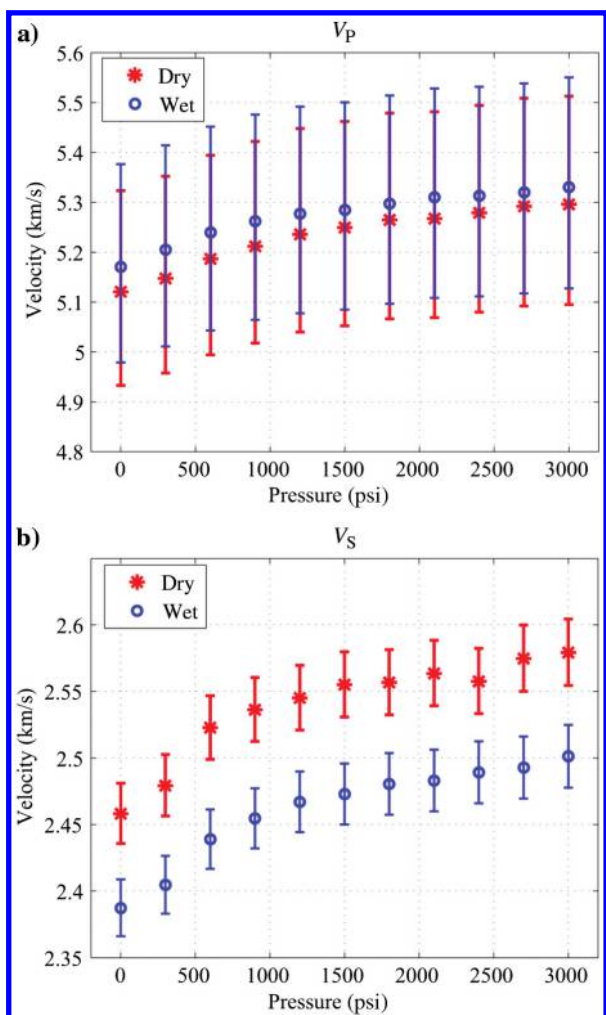 a)
V_P
Dry
Wet
Velocity (km/s)
5.6
5.5
5.4
5.3
5.2
5.1
5
4.9
4.8
0 500 1000 1500 2000 2500 3000
Pressure (psi)
b)
V_S
Dry
Wet
Velocity (km/s)
2.6
2.55
2.5
2.45
2.4
2.35
0 500 1000 1500 2000 2500 3000
Pressure (psi)